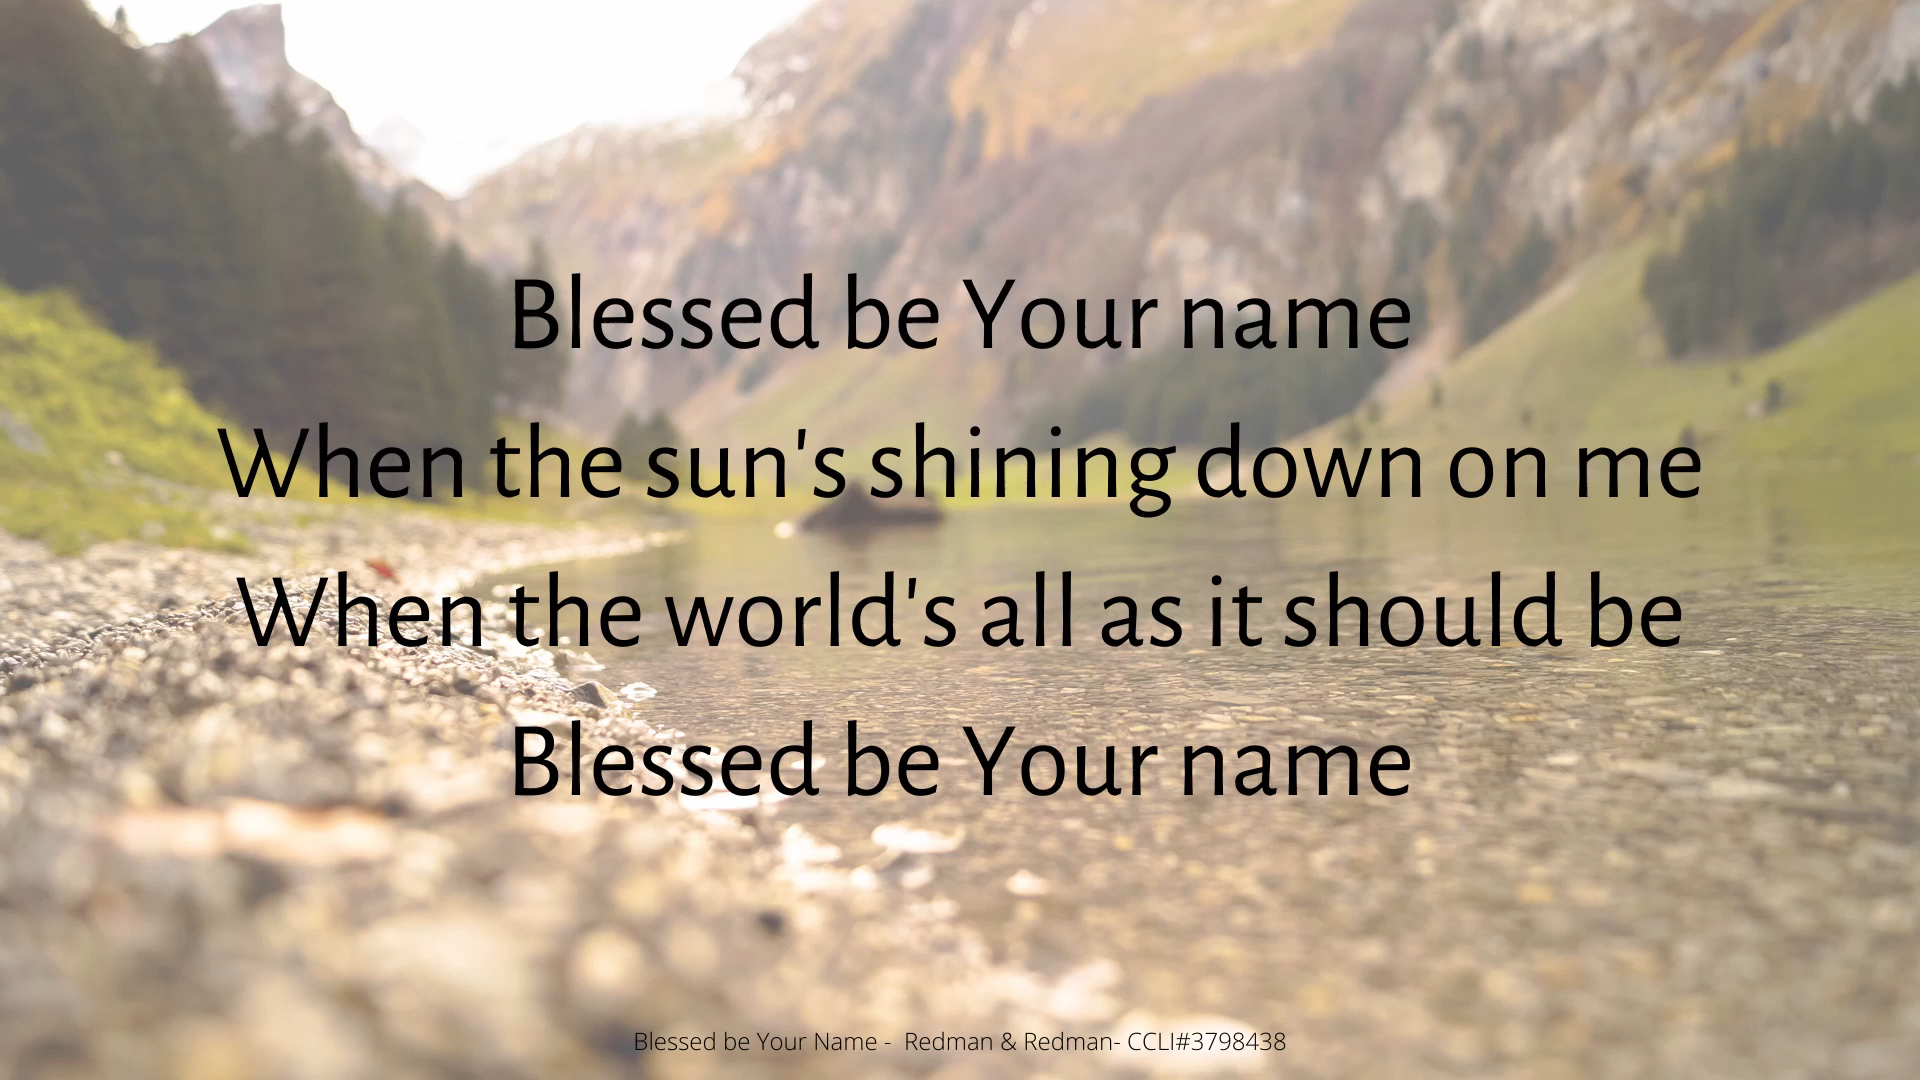 Blessed be Your name
When the sun's shining down on me
When the world's all as it should be
Blessed be Your name
Blessed be Your Name -  Redman & Redman- CCLI#3798438